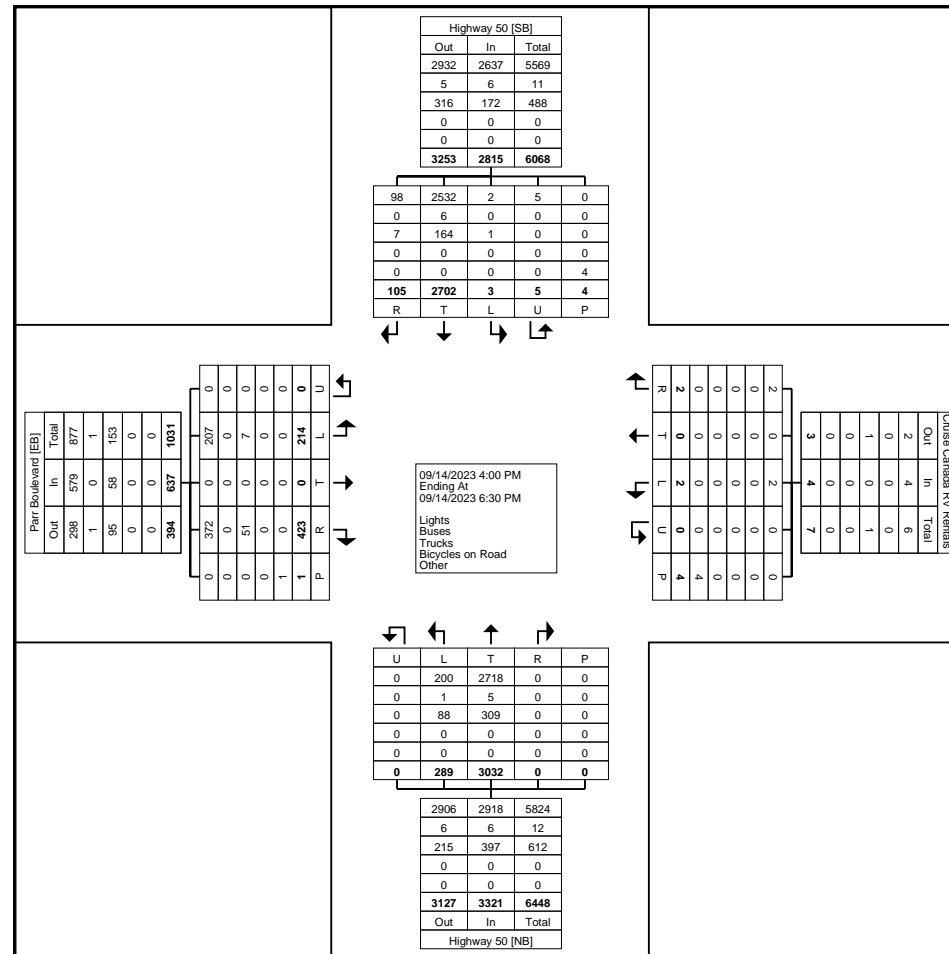 Highway 50 [SB]
Out In Total
2932 2637 5569
5 6 11
316 172 488
0 0 0
0 0 0
3253 2815 6068
98 2532 2 5 0
0 6 0 0 0
7 164 1 0 0
0 0 0 0 0
0 0 0 0 4
105 2702 3 5 4
R T L U P
Parr Boulevard [EB]
Out In Total
298 579 877
1 0 1
95 58 153
0 0 0
0 0 0
394 637 1031
0 372 0 207 0
0 0 0 0 0
0 51 0 7 0
0 0 0 0 0
1 0 0 0 0
1 423 0 214 0
P R T L U
09/14/2023 4:00 PM
Ending At
09/14/2023 6:30 PM
Lights
Buses
Trucks
Bicycles on Road
Other
Cruise Canada RV Rentals
Out In Total
2 4 6
0 0 0
1 0 1
0 0 0
0 0 0
3 4 7
2 0 2 0 0
0 0 0 0 0
0 0 0 0 0
0 0 0 0 0
0 0 0 0 4
2 0 2 0 4
R T L U P
U L T R P
0 200 2718 0 0
0 1 5 0 0
0 88 309 0 0
0 0 0 0 0
0 0 0 0 0
0 289 3032 0 0
2906 2918 5824
6 6 12
215 397 612
0 0 0
0 0 0
3127 3321 6448
Out In Total
Highway 50 [NB]